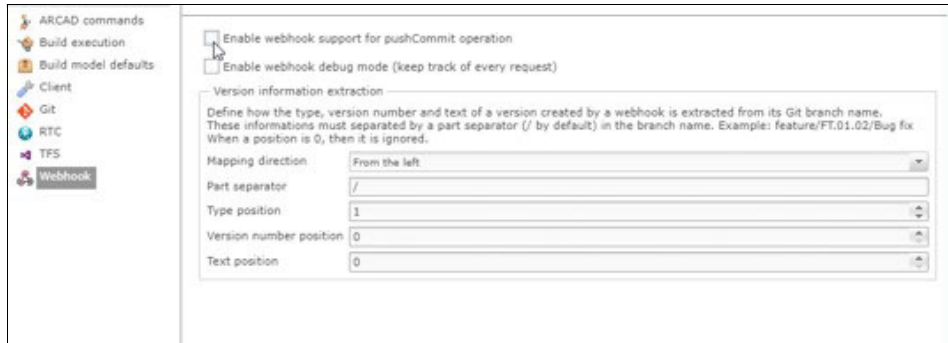 ARCAD commands
Build execution
Build model defaults
Client
Git
RTC
TFS
Webhook
Enable webhook support for pushCommit operation
Enable webhook debug mode (keep track of every request)
Version information extraction
Define how the type, version number and text of a version created by a webhook is extracted from its Git branch name.
These informations must separated by a part separator (/ by default) in the branch name. Example: feature/FT.01.02/Bug fix
When a position is 0, then it is ignored.
Mapping direction From the left
Part separator /
Type position 1
Version number position 0
Text position 0